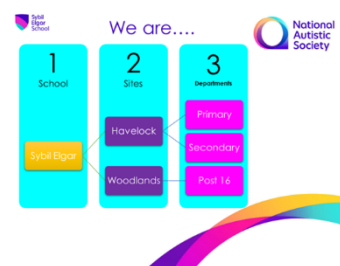 Sybil
Elgar
School
We are....
National
Autistic
Society
1
School
2
Sites
3
Departments
Sybil Elgar
Havelock
Woodlands
Primary
Secondary
Post 16